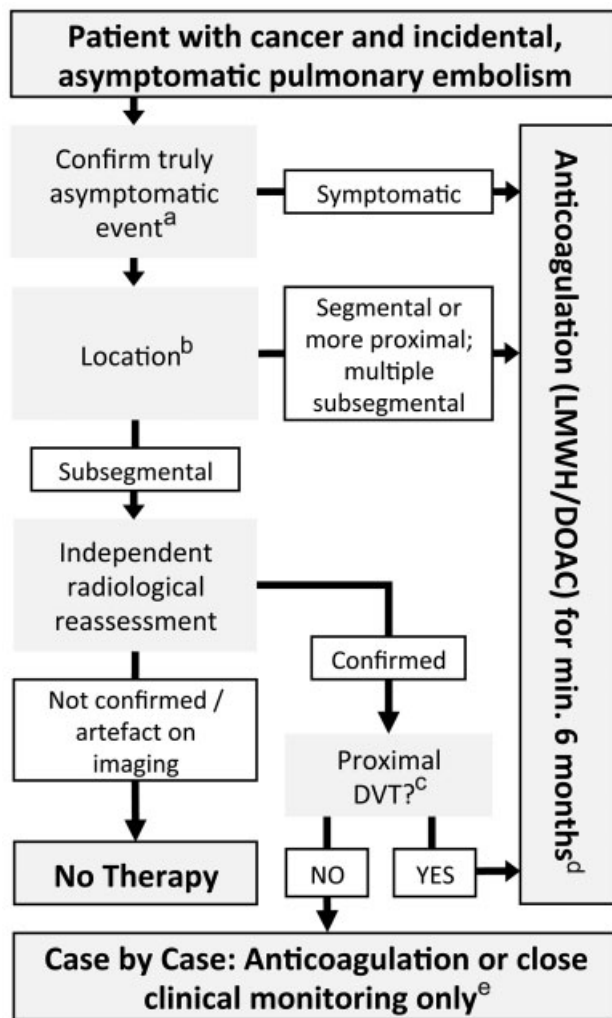 Patient with cancer and incidental,
asymptomatic pulmonary embolism
Confirm truly
asymptomatic
event^a
Symptomatic
Location^b
Segmental or
more proximal;
multiple
subsegmental
Anticoagulation (LMWH/DOAC) for min. 6 months^d
Subsegmental
Independent
radiological
reassessment
Confirmed
Not confirmed /
artefact on
imaging
Proximal
DVT?^c
No Therapy
NO
YES
Case by Case: Anticoagulation or close
clinical monitoring only^e